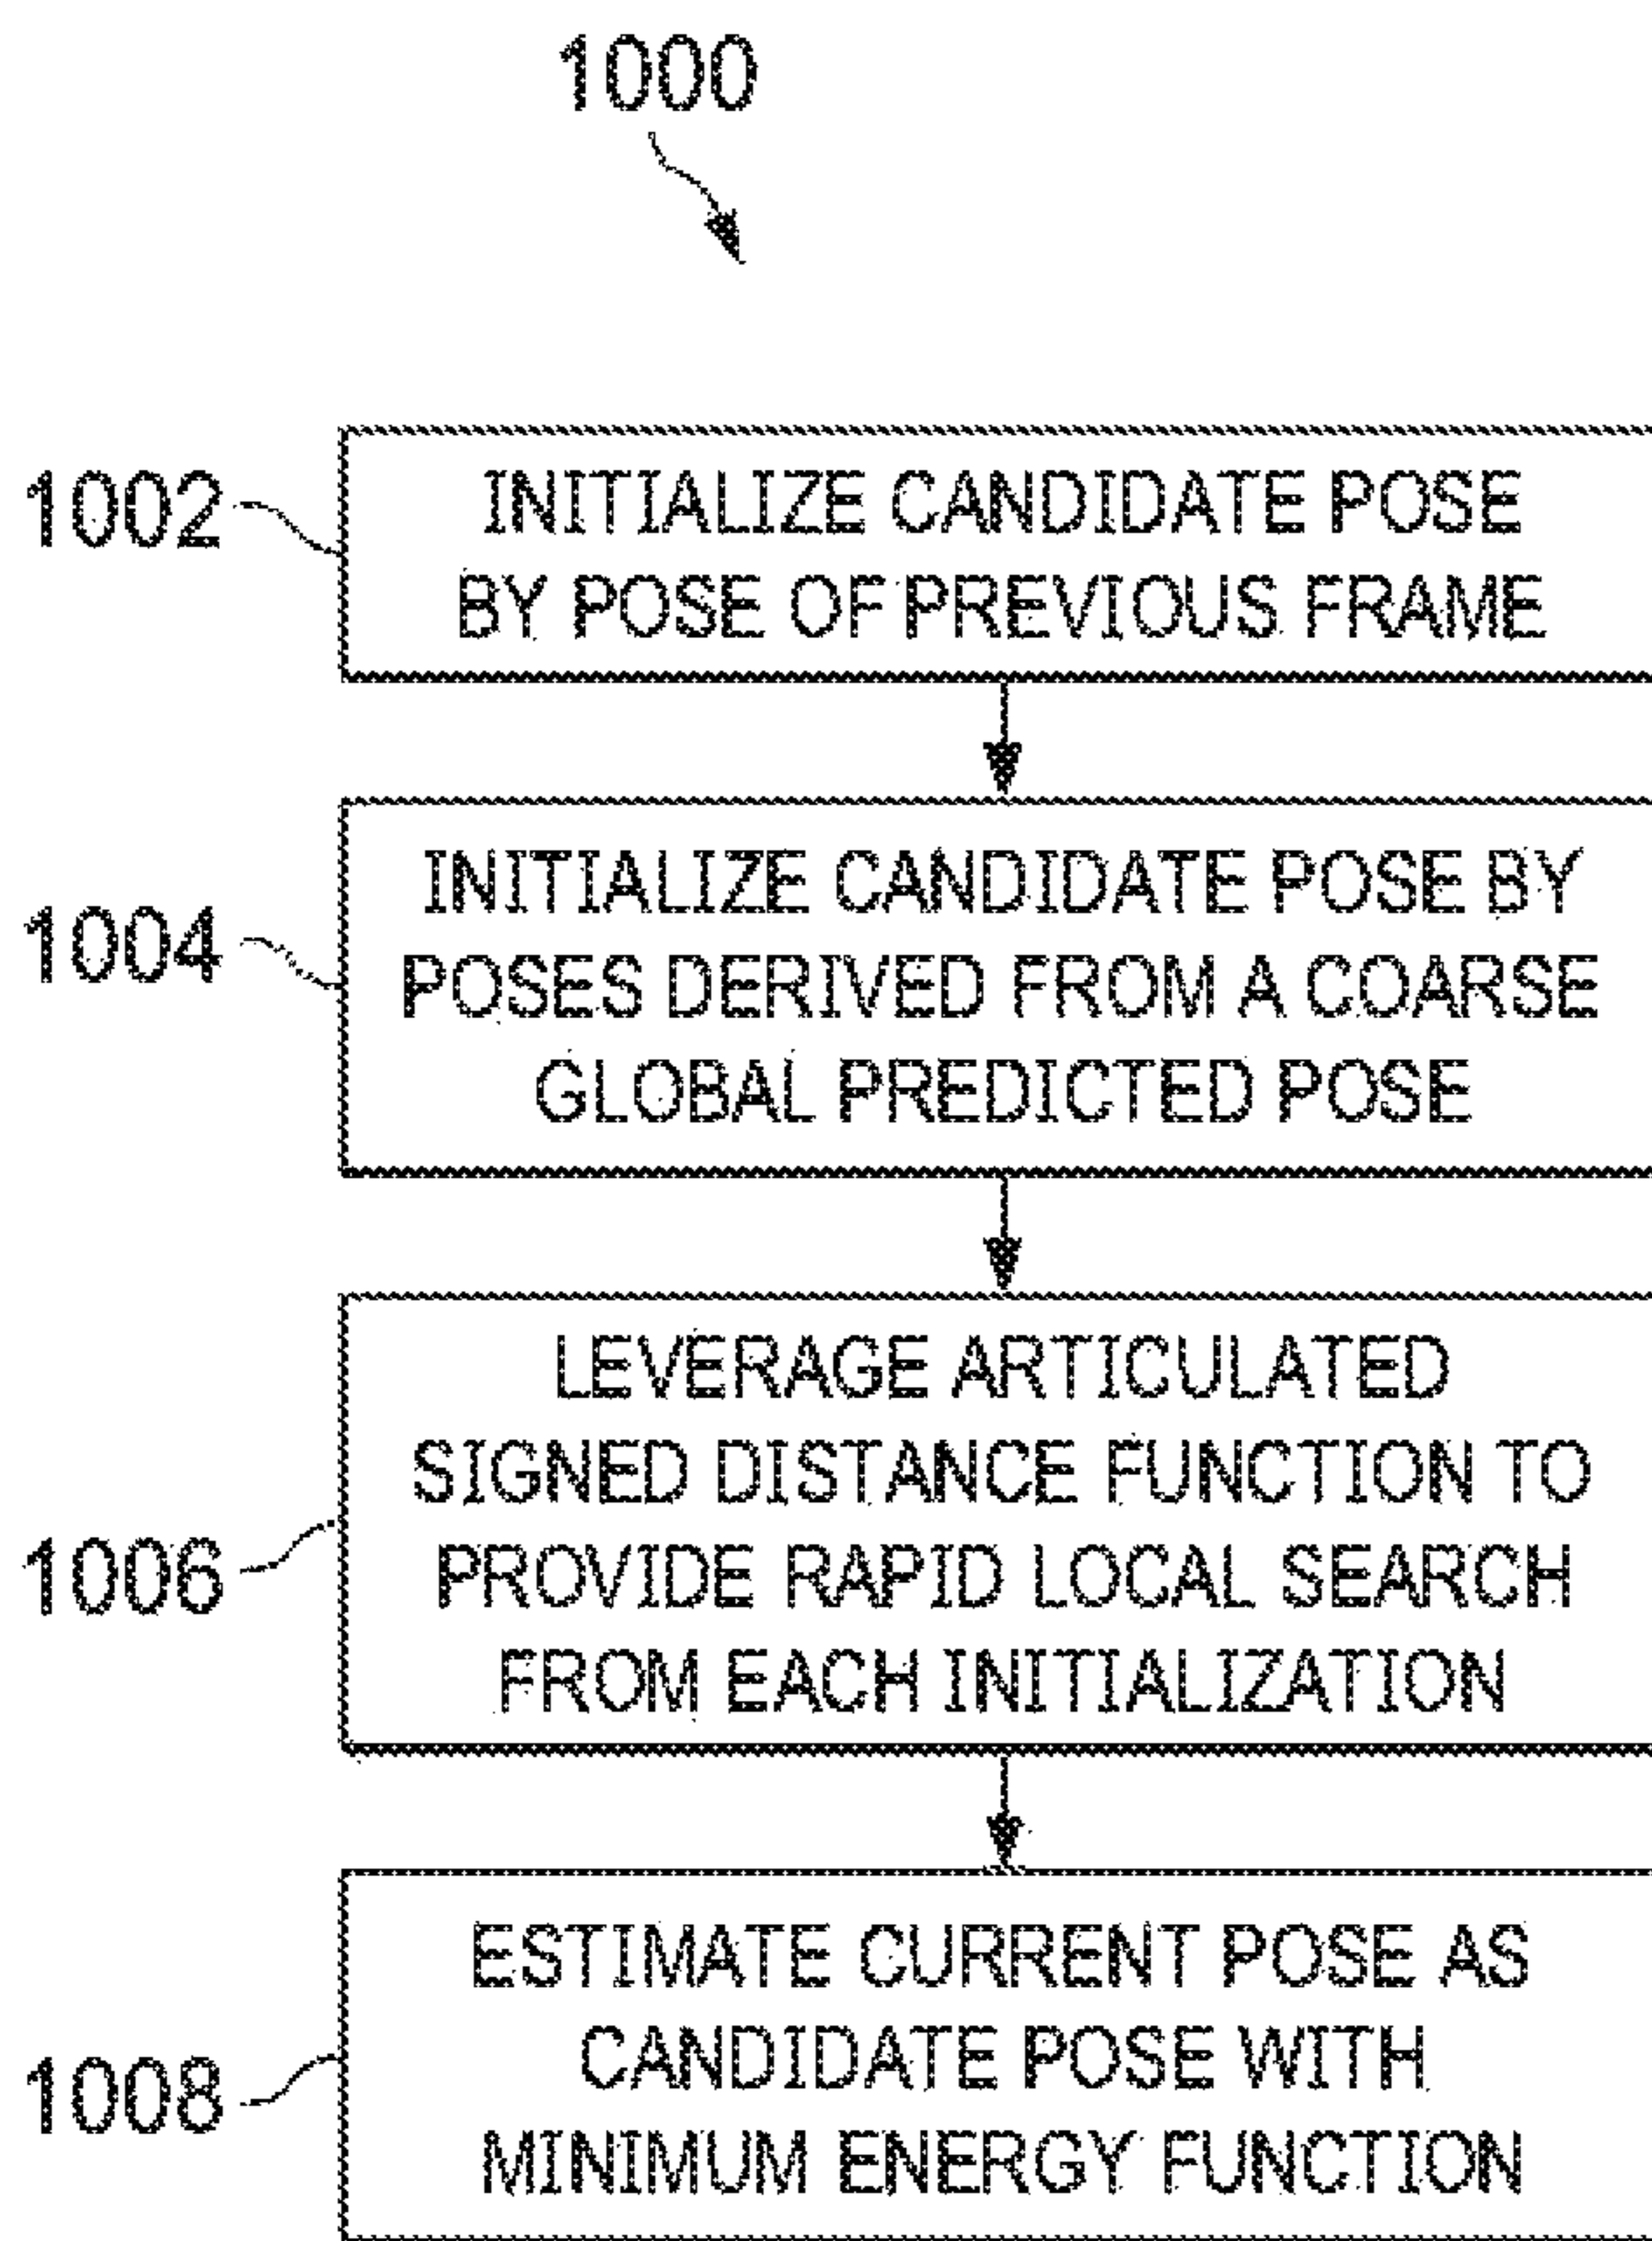 1000
1002
INITIALIZE CANDIDATE POSE
BY POSE OF PREVIOUS FRAME
1004
INITIALIZE CANDIDATE POSE BY
POSES DERIVED FROM A COARSE
GLOBAL PREDICTED POSE
1006
LEVERAGE ARTICULATED
SIGNED DISTANCE FUNCTION TO
PROVIDE RAPID LOCAL SEARCH
FROM EACH INITIALIZATION
1008
ESTIMATE CURRENT POSE AS
CANDIDATE POSE WITH
MINIMUM ENERGY FUNCTION